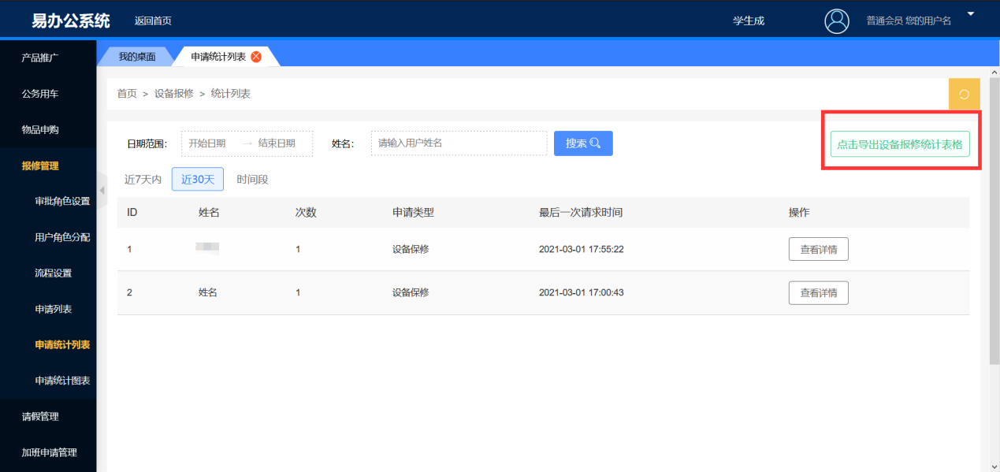 易办公系统 返回首页 学生成 普通会员 您的用户名
产品推广
公务用车
物品申购
报修管理
审批角色设置
用户角色分配
流程设置
申请列表
申请统计列表
申请统计图表
请假管理
加班申请管理
我的桌面 申请统计列表
首页 > 设备报修 > 统计列表
日期范围： 开始日期 → 结束日期 姓名： 请输入用户姓名 搜索 点击导出设备报修统计表格
近7天内 近30天 时间段
ID 姓名 次数 申请类型 最后一次请求时间 操作
1 1 设备保修 2021-03-01 17:55:22 查看详情
2 姓名 1 设备保修 2021-03-01 17:00:43 查看详情